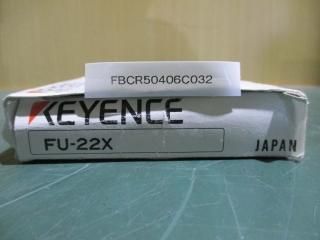 FBCR50406C032
KEYENCE
FU-22X
JAPAN